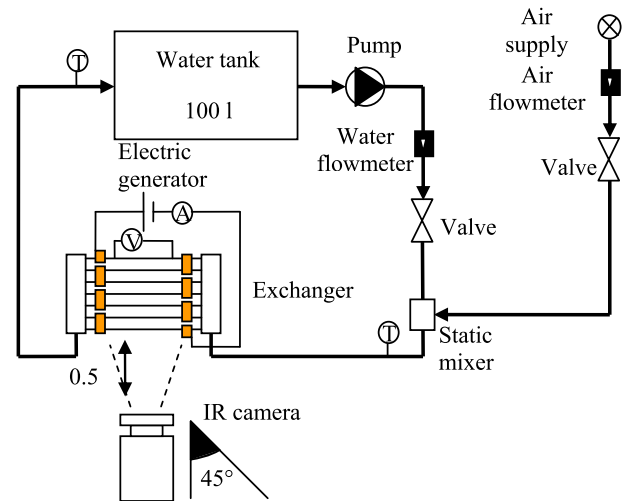 Air
supply
Air
flowmeter
Valve
Pump
Water tank
100 l
T
Water
flowmeter
Valve
Electric
generator
A
V
Exchanger
T
Static
mixer
0.5
IR camera
45°